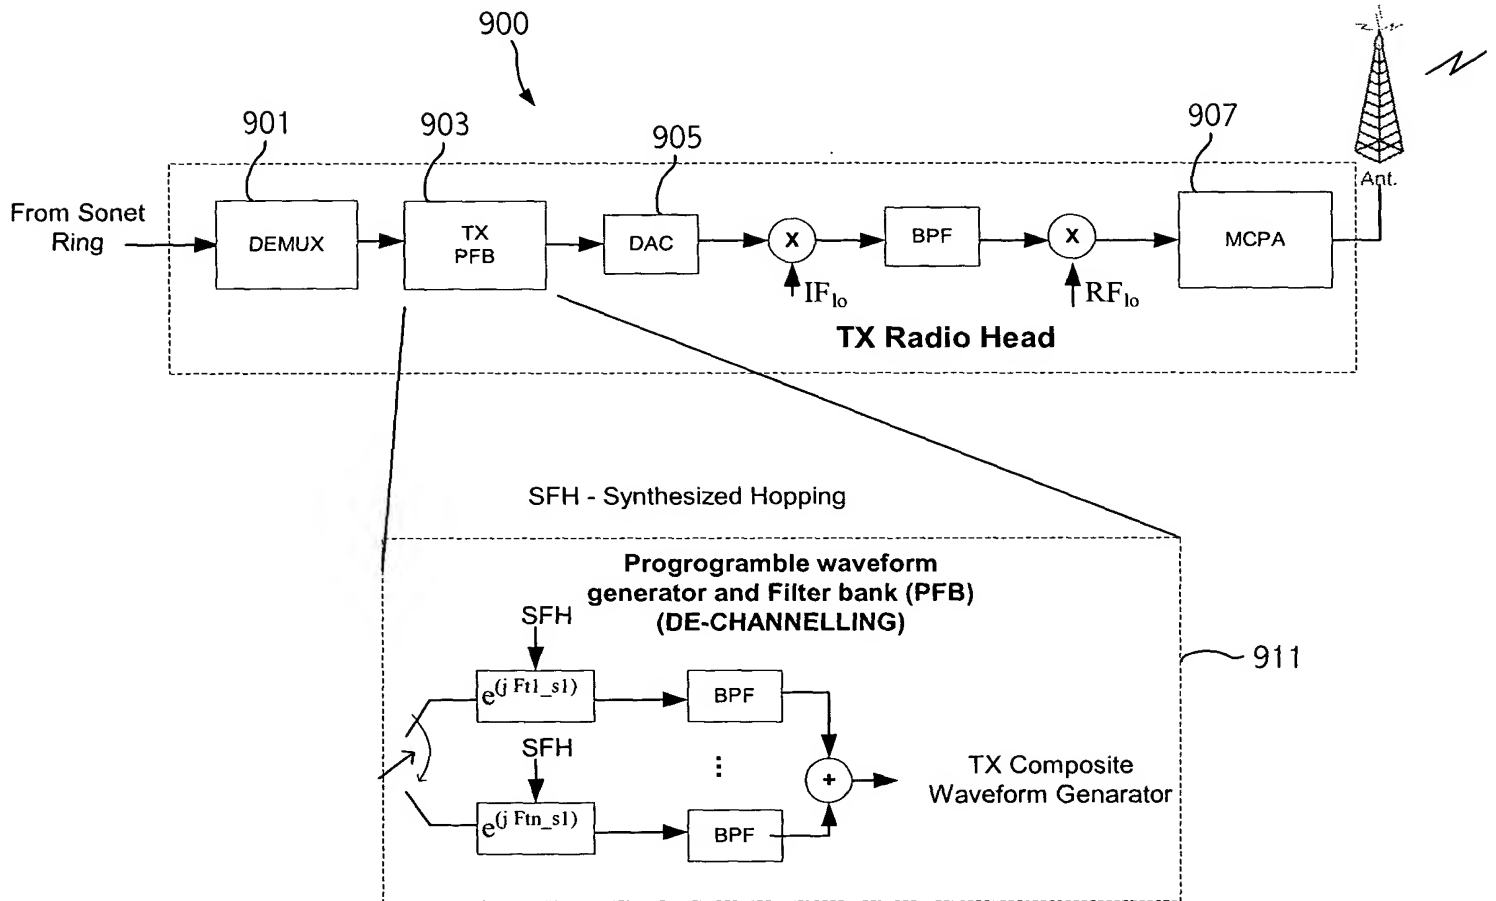 900
901
903
905
907
Ant.
From Sonet
Ring
DEMUX
TX
PFB
DAC
X
BPF
X
MCPA
IFlo
RFlo
TX Radio Head
SFH - Synthesized Hopping
Progrogramble waveform
generator and Filter bank (PFB)
(DE-CHANNELLING)
911
SFH
e(j Ft1_s1)
BPF
SFH
⋮
+
TX Composite
Waveform Genarator
e(j Ftn_s1)
BPF